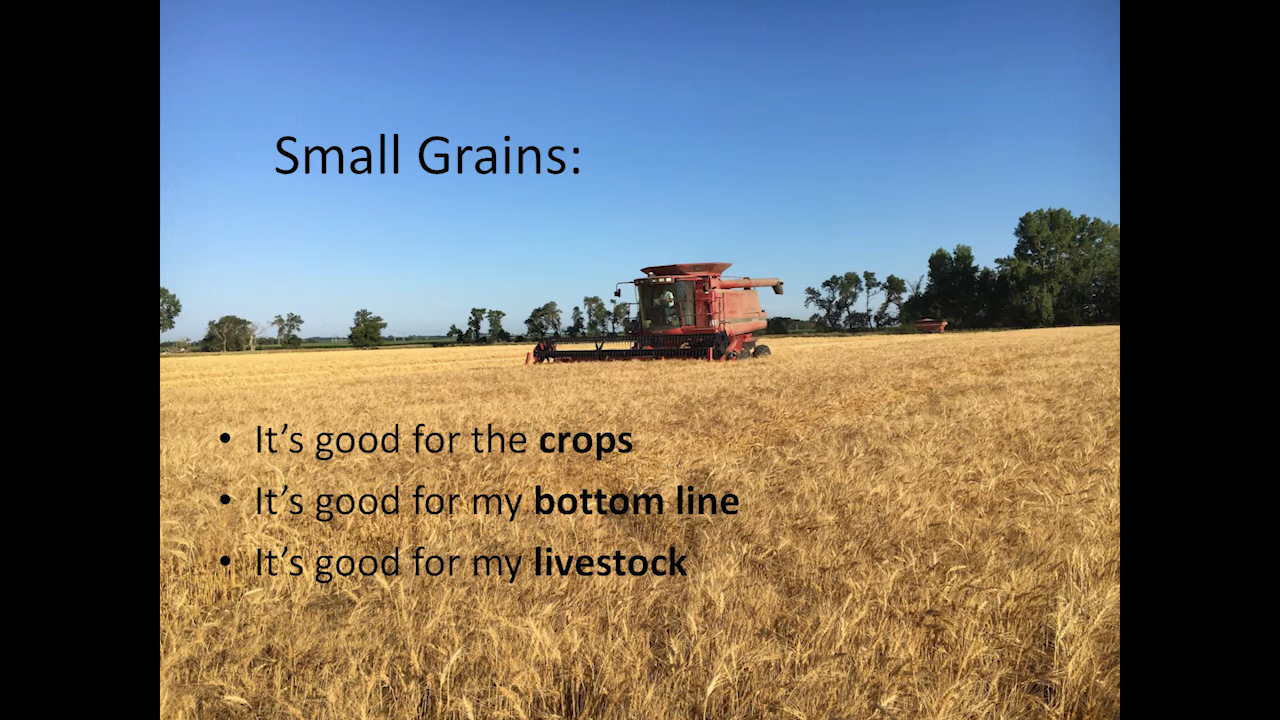 Small Grains:
• It’s good for the crops
• It’s good for my bottom line
• It’s good for my livestock